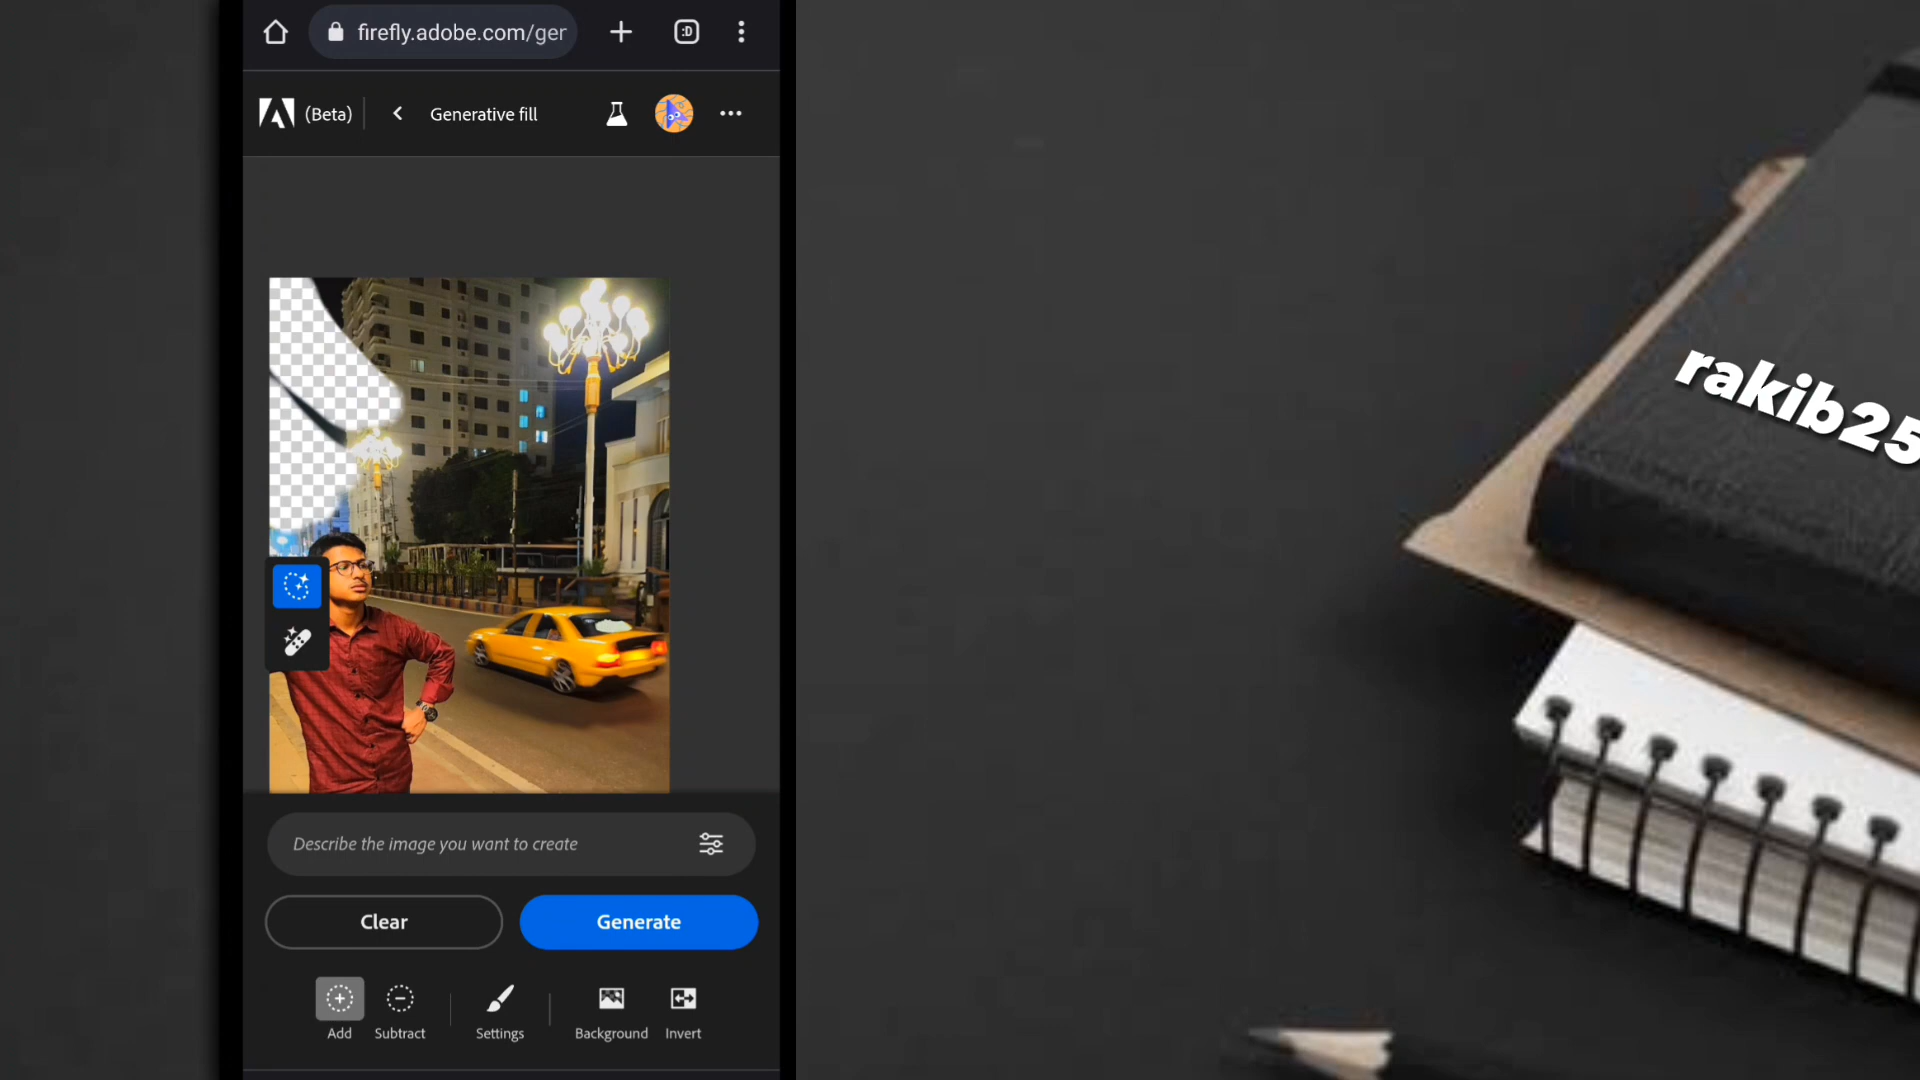 firefly.adobe.com/ger
:D
(Beta)
Generative fill
rakib25
Describe the image you want to create
Clear
Generate
Add
Subtract
Settings
Background
Invert